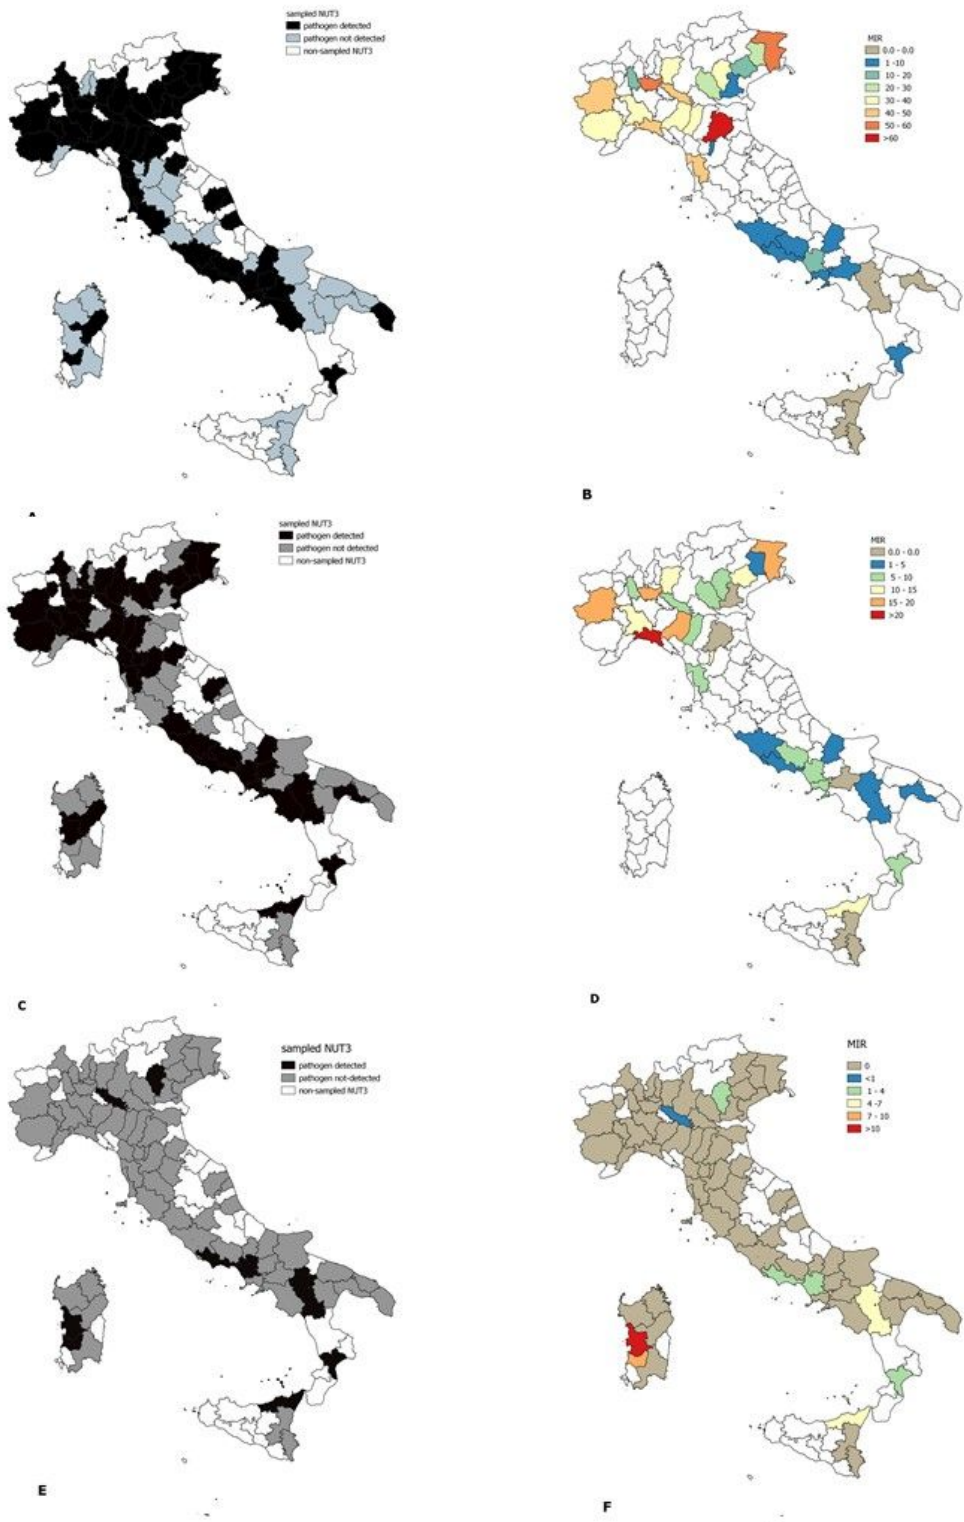 sampled NUT3
pathogen detected
pathogen not detected
non-sampled NUT3
MIR
0.0 - 0.0
1 -10
10 - 20
20 - 30
30 - 40
40 - 50
50 - 60
>60
B
sampled NUT3
pathogen detected
pathogen not detected
non-sampled NUT3
MIR
0.0 - 0.0
1 - 5
5 - 10
10 - 15
15 - 20
>20
C
D
sampled NUT3
pathogen detected
pathogen not-detected
non-sampled NUT3
MIR
0
<1
1 - 4
4 -7
7 - 10
>10
E
F